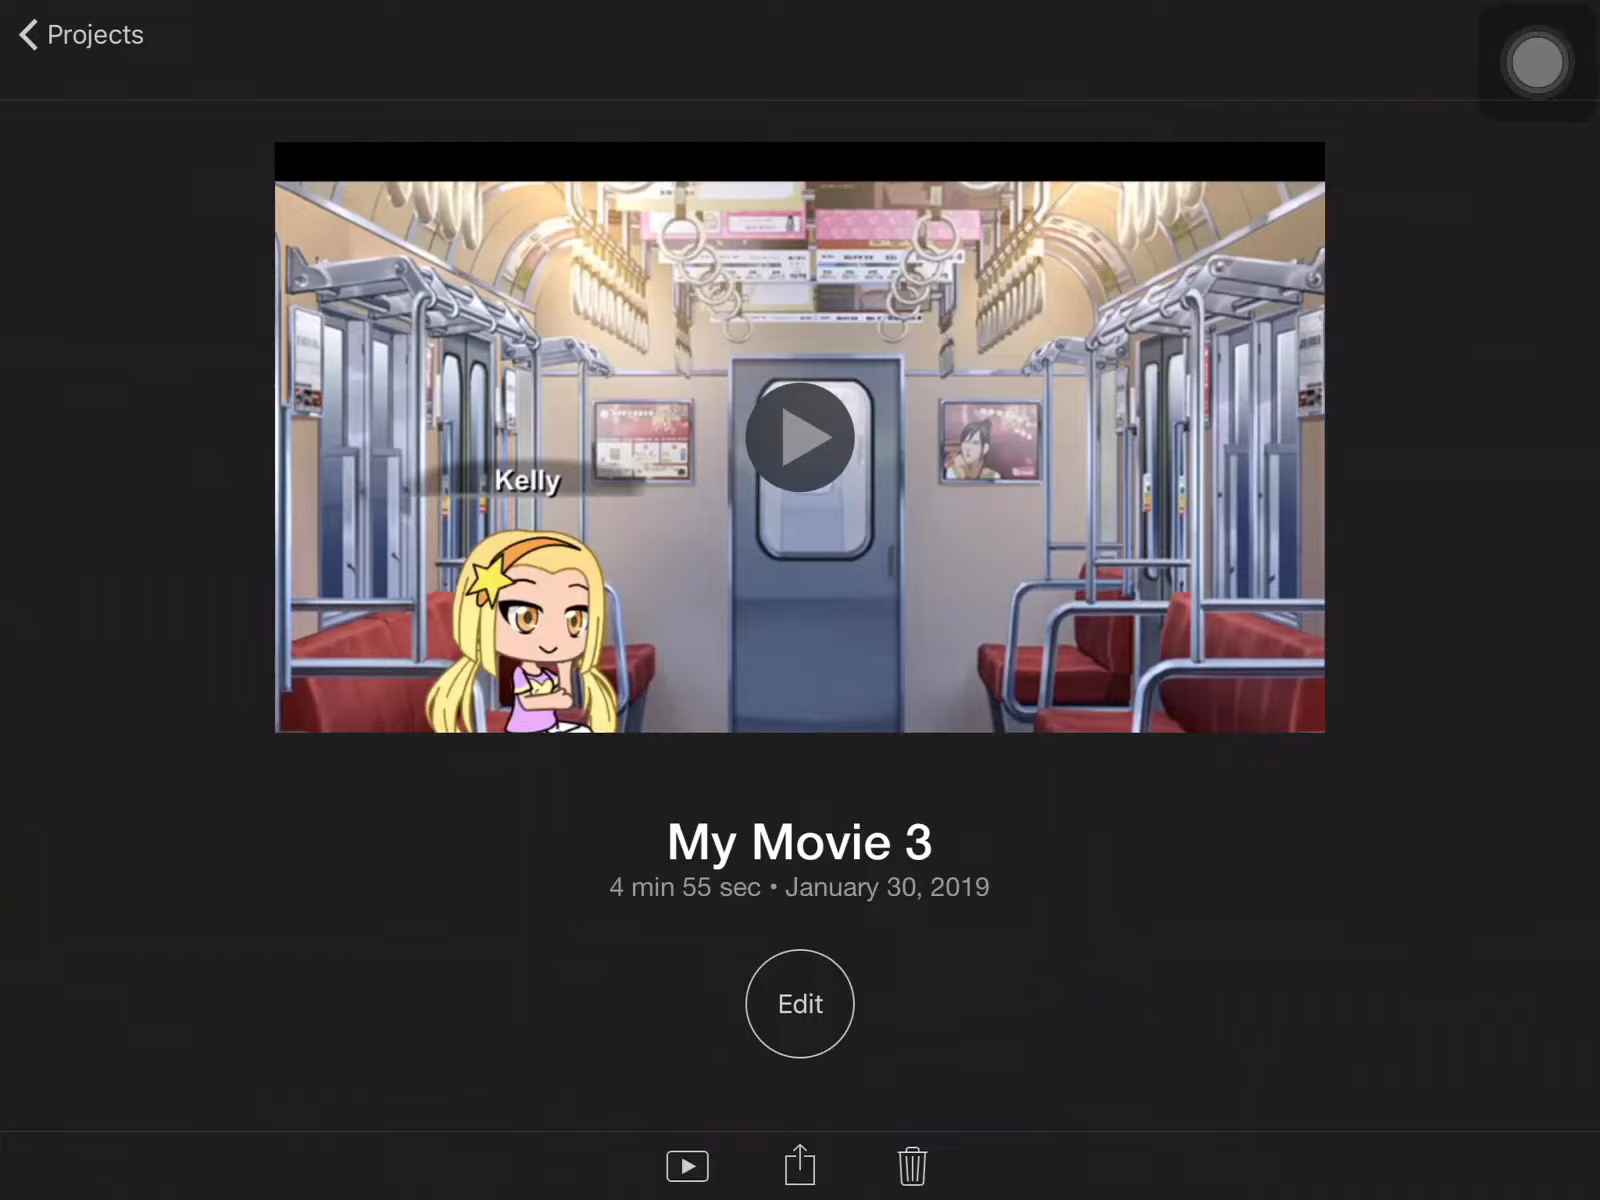 Projects
Kelly
My Movie 3
4 min 55 sec • January 30, 2019
Edit